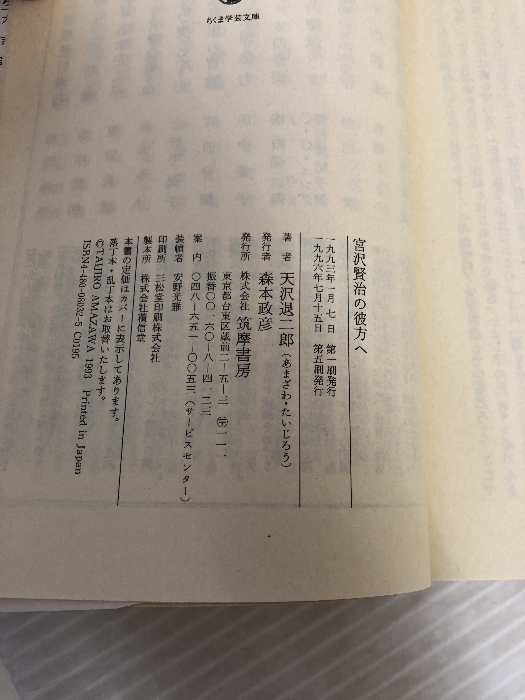 ちくま学芸文庫
宮沢賢治の彼方へ
一九九三年一月七日 第一刷発行
一九九六年七月十五日 第五刷発行
著者 天沢退二郎(あまざわ・たいじろう)
発行者 森本政彦
発行所 株式会社 筑摩書房
東京都台東区蔵前二―五―三 〒一一一
振替〇〇一六〇―八―四一二三
案内 〇四八―六五一―〇〇五三(サービスセンター)
装幀者 安野光雅
印刷所 三松堂印刷株式会社
製本所 株式会社積信堂
本書の定価はカバーに表示してあります。
落丁本・乱丁本はお取替いたします。
©TAIJIRO AMAZAWA 1993 Printed in Japan
ISBN4-480-08032-5 C0195